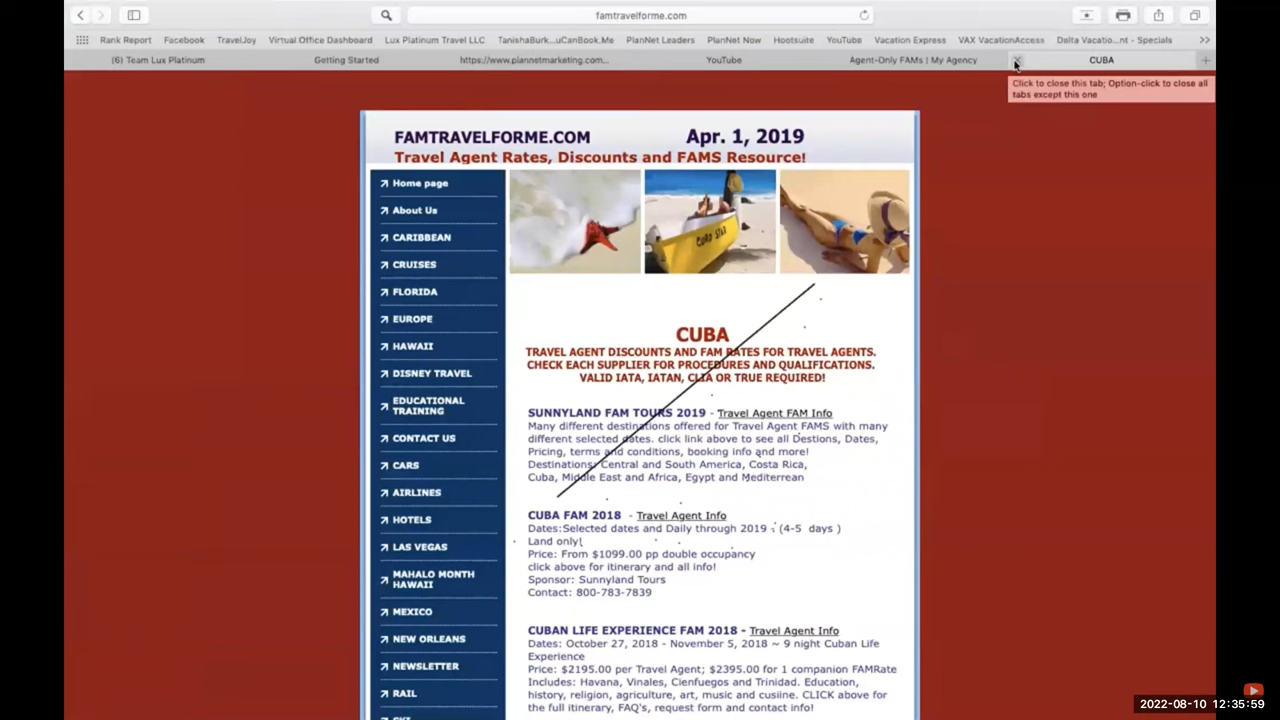 famtravelforme.com
Rank Report Facebook TravelJoy Virtual Office Dashboard Lux Platinum Travel LLC TanishaBurk...uCanBook.Me PlanNet Leaders PlanNet Now Hootsuite YouTube Vacation Express VAX VacationAccess Delta Vacatio...nt - Specials
(6) Team Lux Platinum Getting Started https://www.plannetmarketing.com... YouTube Agent-Only FAMs | My Agency CUBA
Click to close this tab; Option-click to close all
tabs except this one
FAMTRAVELFORME.COM Apr. 1, 2019
Travel Agent Rates, Discounts and FAMS Resource!
Home page
About Us
CARIBBEAN
CRUISES
FLORIDA
EUROPE
HAWAII
DISNEY TRAVEL
EDUCATIONAL
TRAINING
CONTACT US
CARS
AIRLINES
HOTELS
LAS VEGAS
MAHALO MONTH
HAWAII
MEXICO
NEW ORLEANS
NEWSLETTER
RAIL
SKI
CUBA
TRAVEL AGENT DISCOUNTS AND FAM RATES FOR TRAVEL AGENTS.
CHECK EACH SUPPLIER FOR PROCEDURES AND QUALIFICATIONS.
VALID IATA, IATAN, CLIA OR TRUE REQUIRED!
SUNNYLAND FAM TOURS 2019 - Travel Agent FAM Info
Many different destinations offered for Travel Agent FAMS with many
different selected dates. click link above to see all Destions, Dates,
Pricing, terms and conditions, booking info and more!
Destinations: Central and South America, Costa Rica,
Cuba, Middle East and Africa, Egypt and Mediterrean
CUBA FAM 2018 - Travel Agent Info
Dates:Selected dates and Daily through 2019 - (4-5 days )
Land only!
Price: From $1099.00 pp double occupancy
click above for itinerary and all info!
Sponsor: Sunnyland Tours
Contact: 800-783-7839
CUBAN LIFE EXPERIENCE FAM 2018 - Travel Agent Info
Dates: October 27, 2018 - November 5, 2018 ~ 9 night Cuban Life
Experience
Price: $2195.00 per Travel Agent; $2395.00 for 1 companion FAMRate
Includes: Havana, Vinales, Cienfuegos and Trinidad. Education,
history, religion, agriculture, art, music and cusiine. CLICK above for
the full itinerary, FAQ's, request form and contact info!
2022-08-10 12:35:59